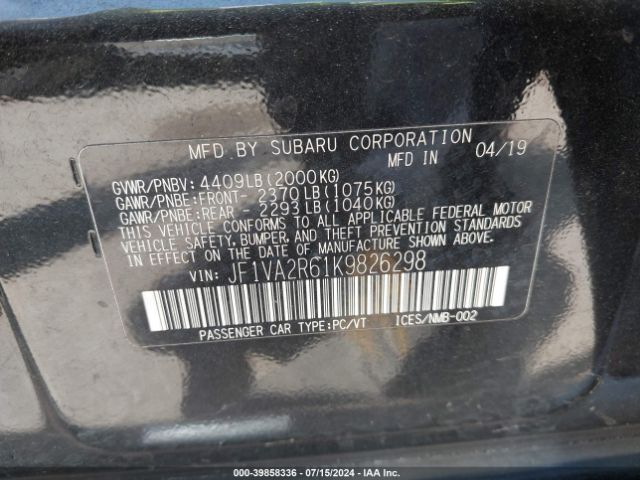 MFD. BY SUBARU CORPORATION
MFD IN 04/19
GVWR/PNBV: 4409LB(2000KG)
GAWR/PNBE:FRONT- 2370LB(1075KG)
GAWR/PNBE:REAR - 2293LB(1040KG)
THIS VEHICLE CONFORMS TO ALL APPLICABLE FEDERAL MOTOR
VEHICLE SAFETY, BUMPER, AND THEFT PREVENTION STANDARDS
IN EFFECT ON THE DATE OF MANUFACTURE SHOWN ABOVE.
VIN: JF1VA2R61K9826298
PASSENGER CAR TYPE:PC/VT ICES/NMB-002
000-39858336 - 07/15/2024 - IAA Inc.